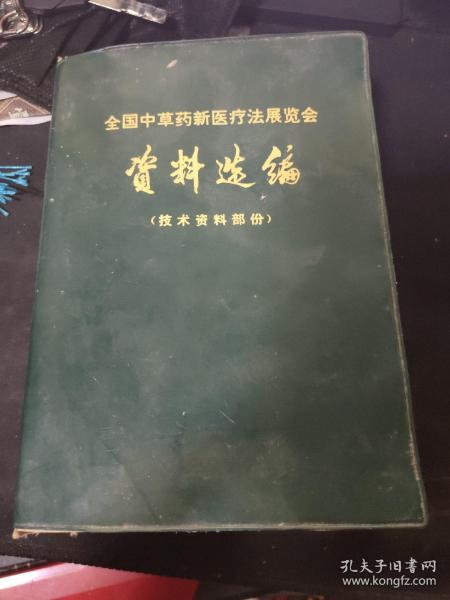 全国中草药新医疗法展览会
资料选编
（技术资料部份）
孔夫子旧书网
www.kongfz.com